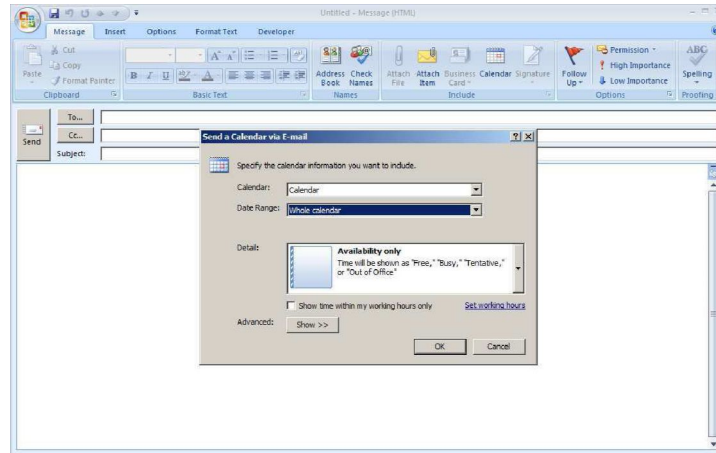 Untitled - Message (HTML)
Message Insert Options Format Text Developer
Cut
Copy
Format Painter
Paste
Clipboard
B I U
Basic Text
Address Book
Check Names
Names
Attach File
Attach Item
Business Card
Calendar
Signature
Include
Follow Up
Permission
High Importance
Low Importance
Options
ABC
Spelling
Proofing
To...
Cc...
Send
Subject:
Send a Calendar via E-mail
Specify the calendar information you want to include.
Calendar: Calendar
Date Range: Whole calendar
Detail: Availability only
Time will be shown as "Free," "Busy," "Tentative,"
or "Out of Office"
Show time within my working hours only Set working hours
Advanced: Show >>
OK Cancel